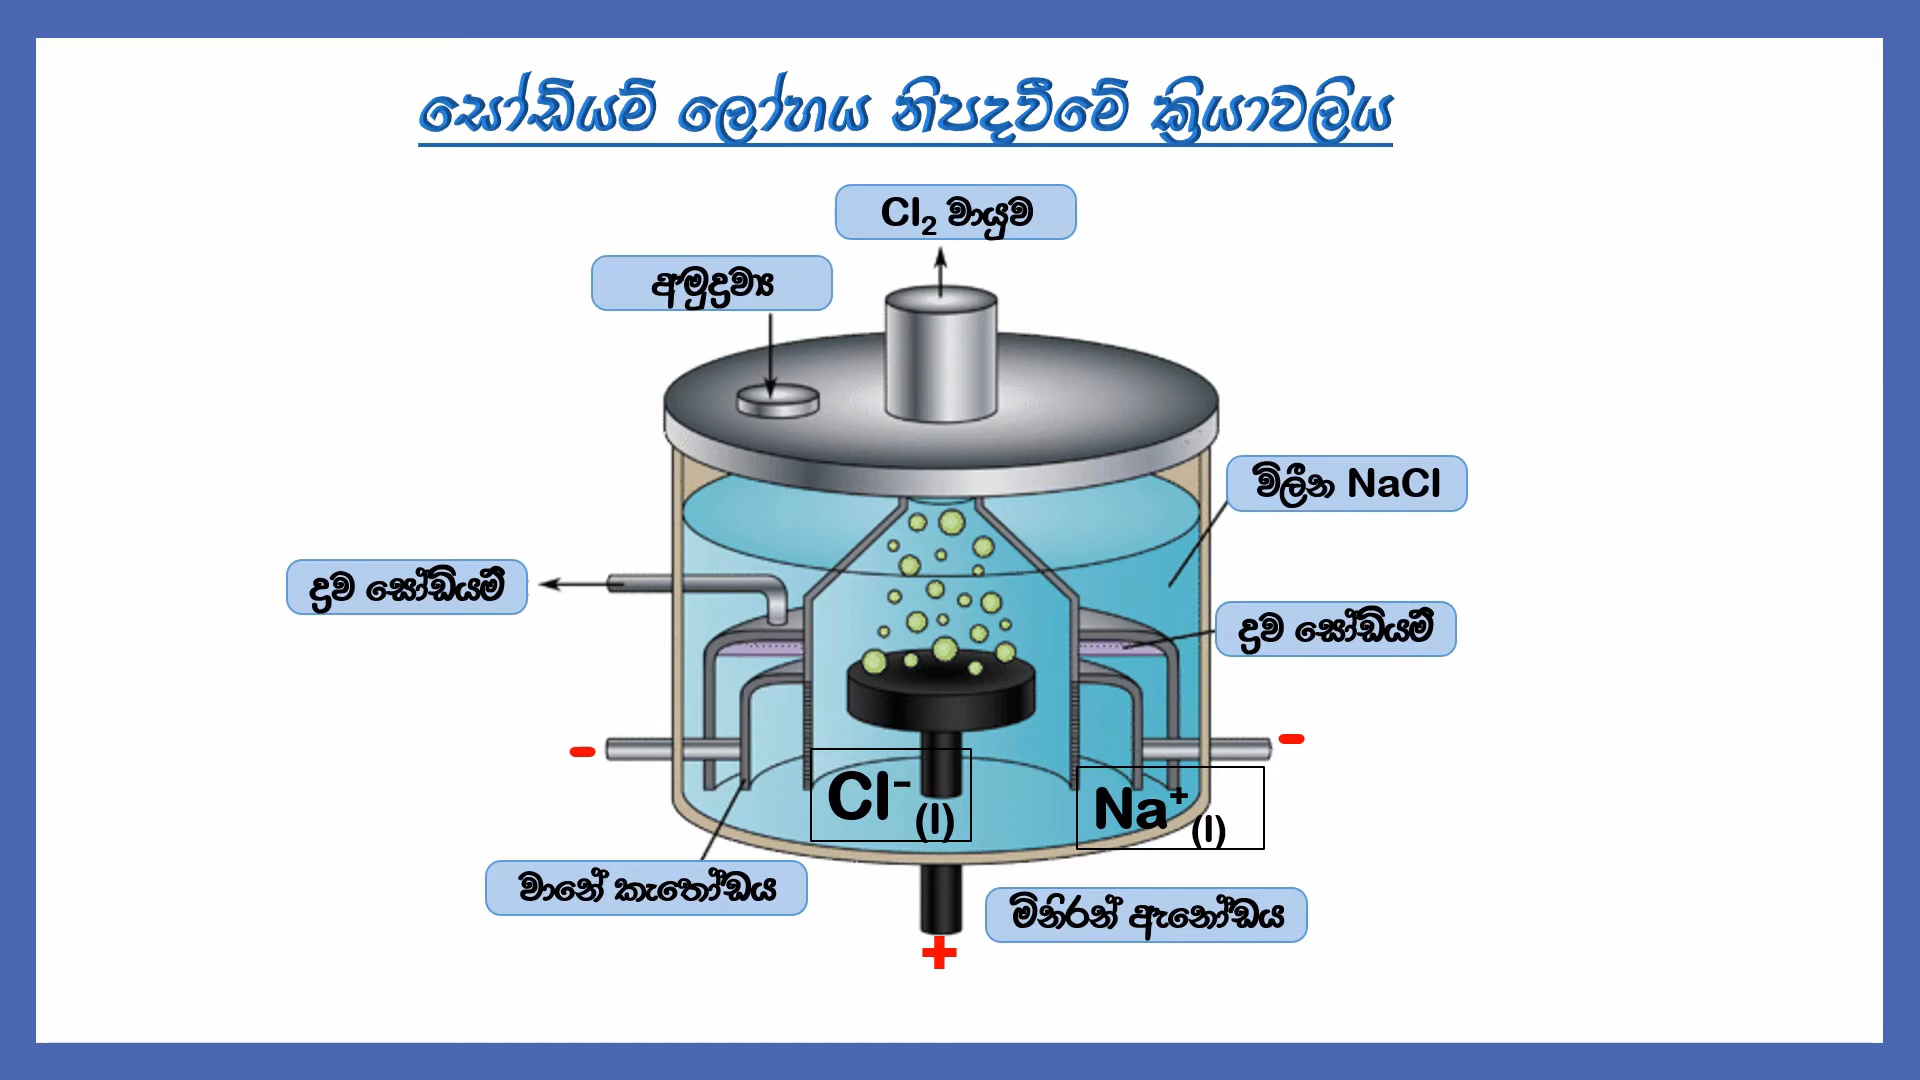 සෝඩියම් ලෝහය නිපදවීමේ ක්‍රියාවලිය
Cl₂ වායුව
අමුද්‍රව්‍ය
විලීන NaCl
ද්‍රව සෝඩියම්
ද්‍රව සෝඩියම්
-
-
Cl⁻(l)
Na⁺(l)
වානේ කැතෝඩය
මිනිරන් ඇනෝඩය
+